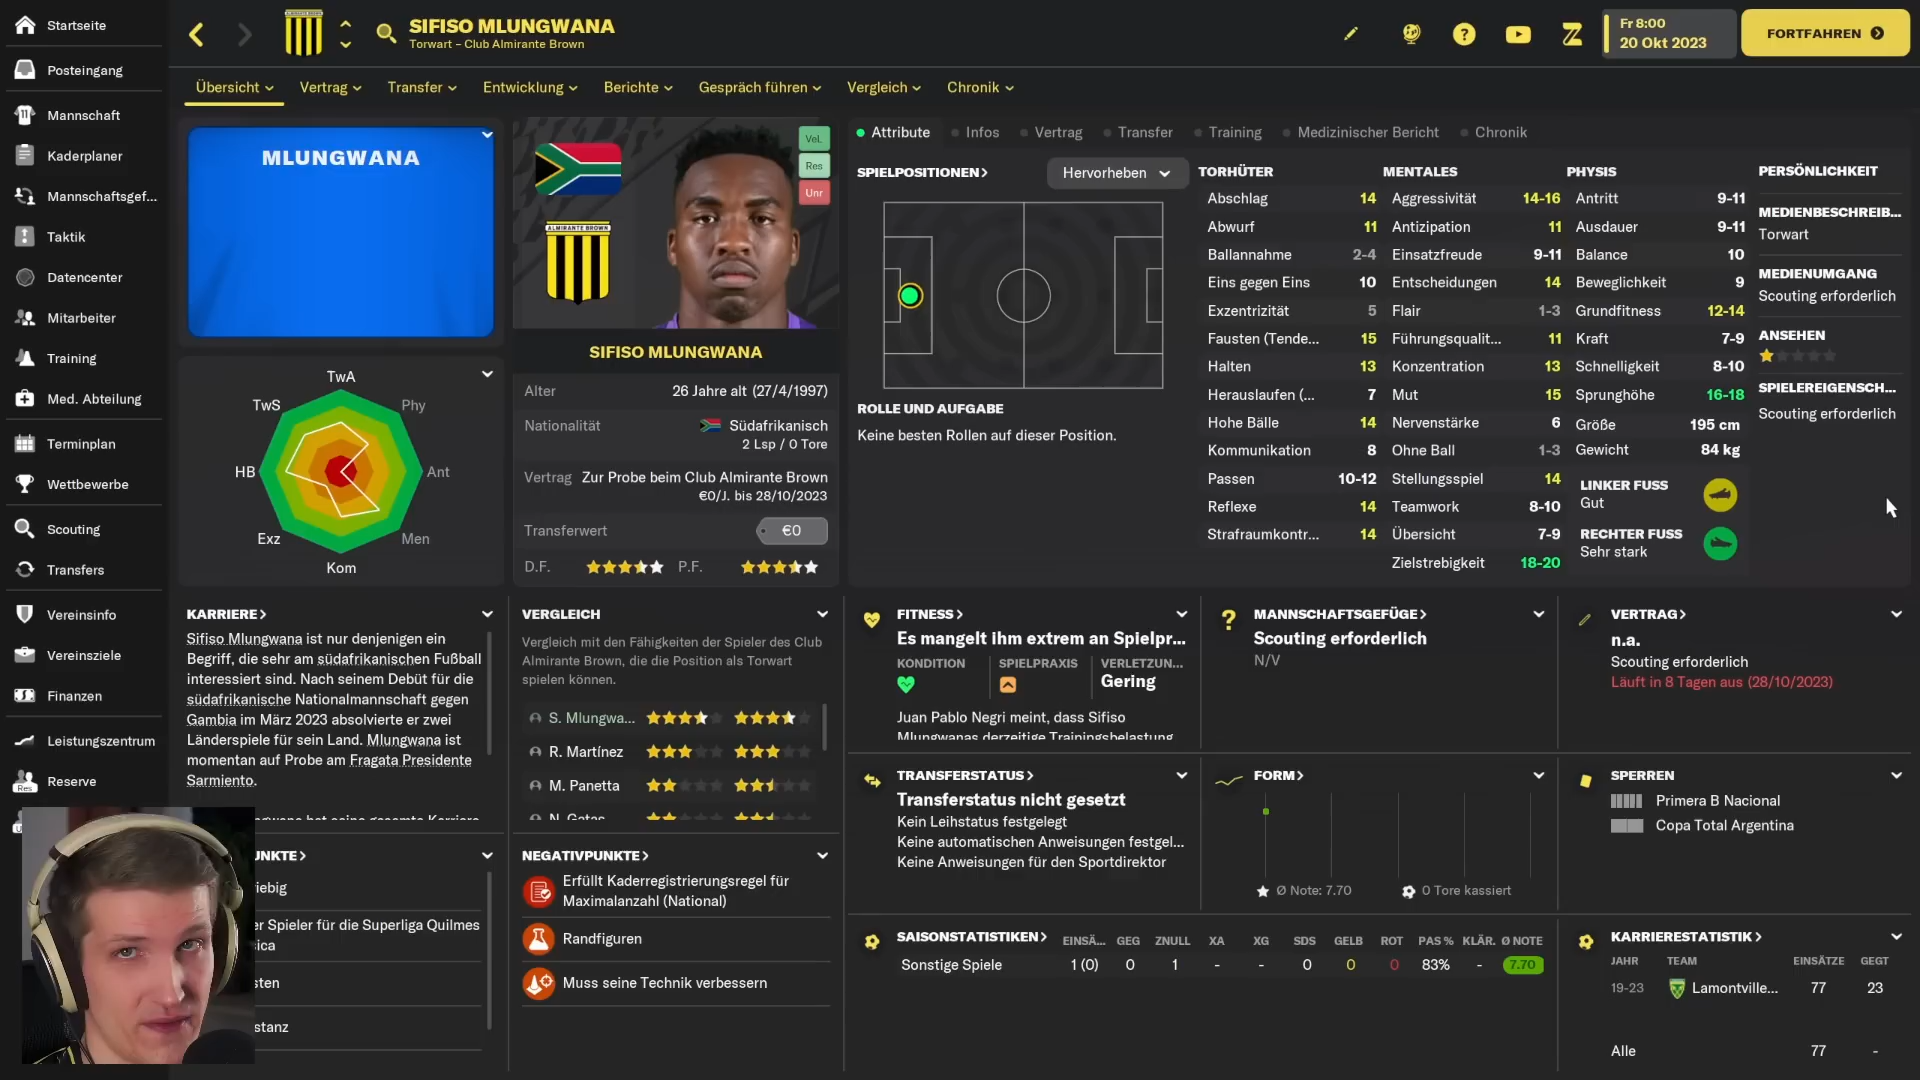 Startseite
Posteingang
Mannschaft
Kaderplaner
Mannschaftsgef...
Taktik
Datencenter
Mitarbeiter
Training
Med. Abteilung
Terminplan
Wettbewerbe
Scouting
Transfers
Vereinsinfo
Vereinsziele
Finanzen
Leistungszentrum
Reserve
Res
SIFISO MLUNGWANA
Torwart – Club Almirante Brown
Fr 8:00
20 Okt 2023
FORTFAHREN
Übersicht
Vertrag
Transfer
Entwicklung
Berichte
Gespräch führen
Vergleich
Chronik
MLUNGWANA
TwA
Phy
Ant
Men
Kom
Exz
HB
TwS
ALMIRANTE BROWN
Vel.
Res
Unr
SIFISO MLUNGWANA
Alter 26 Jahre alt (27/4/1997)
Nationalität Südafrikanisch
2 Lsp / 0 Tore
Vertrag Zur Probe beim Club Almirante Brown
€0/J. bis 28/10/2023
Transferwert €0
D.F. P.F.
Attribute
Infos
Vertrag
Transfer
Training
Medizinischer Bericht
Chronik
SPIELPOSITIONEN>
Hervorheben
ROLLE UND AUFGABE
Keine besten Rollen auf dieser Position.
TORHÜTER
Abschlag 14
Abwurf 11
Ballannahme 2-4
Eins gegen Eins 10
Exzentrizität 5
Fausten (Tende... 15
Halten 13
Herauslaufen (... 7
Hohe Bälle 14
Kommunikation 8
Passen 10-12
Reflexe 14
Strafraumkontr... 14
MENTALES
Aggressivität 14-16
Antizipation 11
Einsatzfreude 9-11
Entscheidungen 14
Flair 1-3
Führungsqualit... 11
Konzentration 13
Mut 15
Nervenstärke 6
Ohne Ball 1-3
Stellungsspiel 14
Teamwork 8-10
Übersicht 7-9
Zielstrebigkeit 18-20
PHYSIS
Antritt 9-11
Ausdauer 9-11
Balance 10
Beweglichkeit 9
Grundfitness 12-14
Kraft 7-9
Schnelligkeit 8-10
Sprunghöhe 16-18
Größe 195 cm
Gewicht 84 kg
LINKER FUSS
Gut
RECHTER FUSS
Sehr stark
PERSÖNLICHKEIT
MEDIENBESCHREIB...
Torwart
MEDIENUMGANG
Scouting erforderlich
ANSEHEN
SPIELEREIGENSCH...
Scouting erforderlich
KARRIERE>
Sifiso Mlungwana ist nur denjenigen ein
Begriff, die sehr am südafrikanischen Fußball
interessiert sind. Nach seinem Debüt für die
südafrikanische Nationalmannschaft gegen
Gambia im März 2023 absolvierte er zwei
Länderspiele für sein Land. Mlungwana ist
momentan auf Probe am Fragata Presidente
Sarmiento.
VERGLEICH
Vergleich mit den Fähigkeiten der Spieler des Club
Almirante Brown, die die Position als Torwart
spielen können.
S. Mlungwa...
R. Martínez
M. Panetta
N. Gatas
FITNESS>
Es mangelt ihm extrem an Spielpr...
KONDITION
SPIELPRAXIS
VERLETZUN...
Gering
Juan Pablo Negri meint, dass Sifiso
Mlungwanas derzeitige Trainingsbelastung
MANNSCHAFTSGEFÜGE>
Scouting erforderlich
N/V
VERTRAG>
n.a.
Scouting erforderlich
Läuft in 8 Tagen aus (28/10/2023)
TRANSFERSTATUS>
Transferstatus nicht gesetzt
Kein Leihstatus festgelegt
Keine automatischen Anweisungen festgel...
Keine Anweisungen für den Sportdirektor
FORM>
Ø Note: 7.70
0 Tore kassiert
SPERREN
Primera B Nacional
Copa Total Argentina
UNKTE>
iebig
er Spieler für die Superliga Quilmes
sica
sten
stanz
NEGATIVPUNKTE>
Erfüllt Kaderregistrierungsregel für
Maximalanzahl (National)
Randfiguren
Muss seine Technik verbessern
SAISONSTATISTIKEN> EINSÄ... GEG ZNULL XA XG SDS GELB ROT PAS % KLÄR. Ø NOTE
Sonstige Spiele 1 (0) 0 1 - - 0 0 0 83% - 7.70
KARRIERESTATISTIK>
JAHR TEAM EINSÄTZE GEGT
19-23 Lamontville... 77 23
Alle 77 -